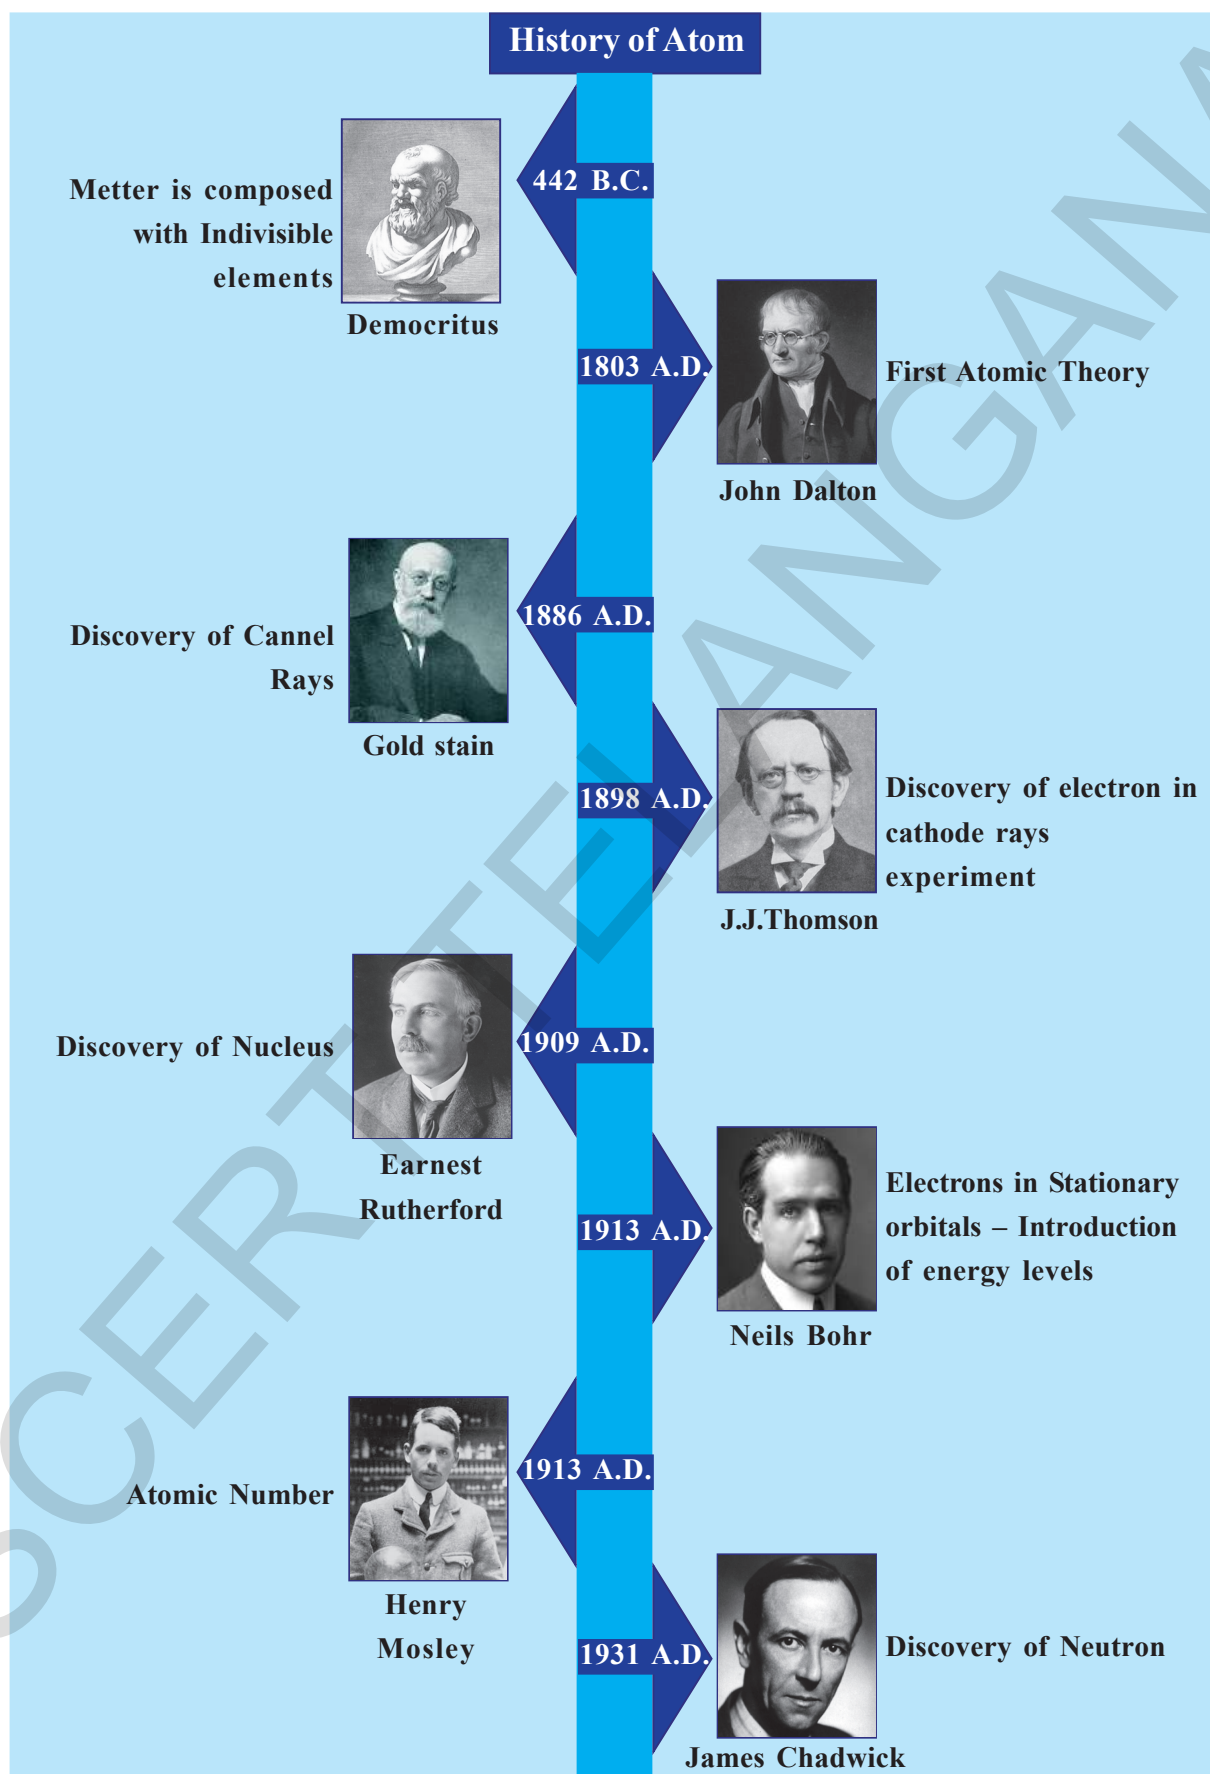 History of Atom
442 B.C.
Metter is composed
with Indivisible
elements
Democritus
1803 A.D.
First Atomic Theory
John Dalton
1886 A.D.
Discovery of Cannel
Rays
Gold stain
1898 A.D.
Discovery of electron in
cathode rays
experiment
J.J.Thomson
1909 A.D.
Discovery of Nucleus
Earnest
Rutherford
1913 A.D.
Electrons in Stationary
orbitals – Introduction
of energy levels
Neils Bohr
1913 A.D.
Atomic Number
Henry
Mosley
1931 A.D.
Discovery of Neutron
James Chadwick
SCERT TELANGANA